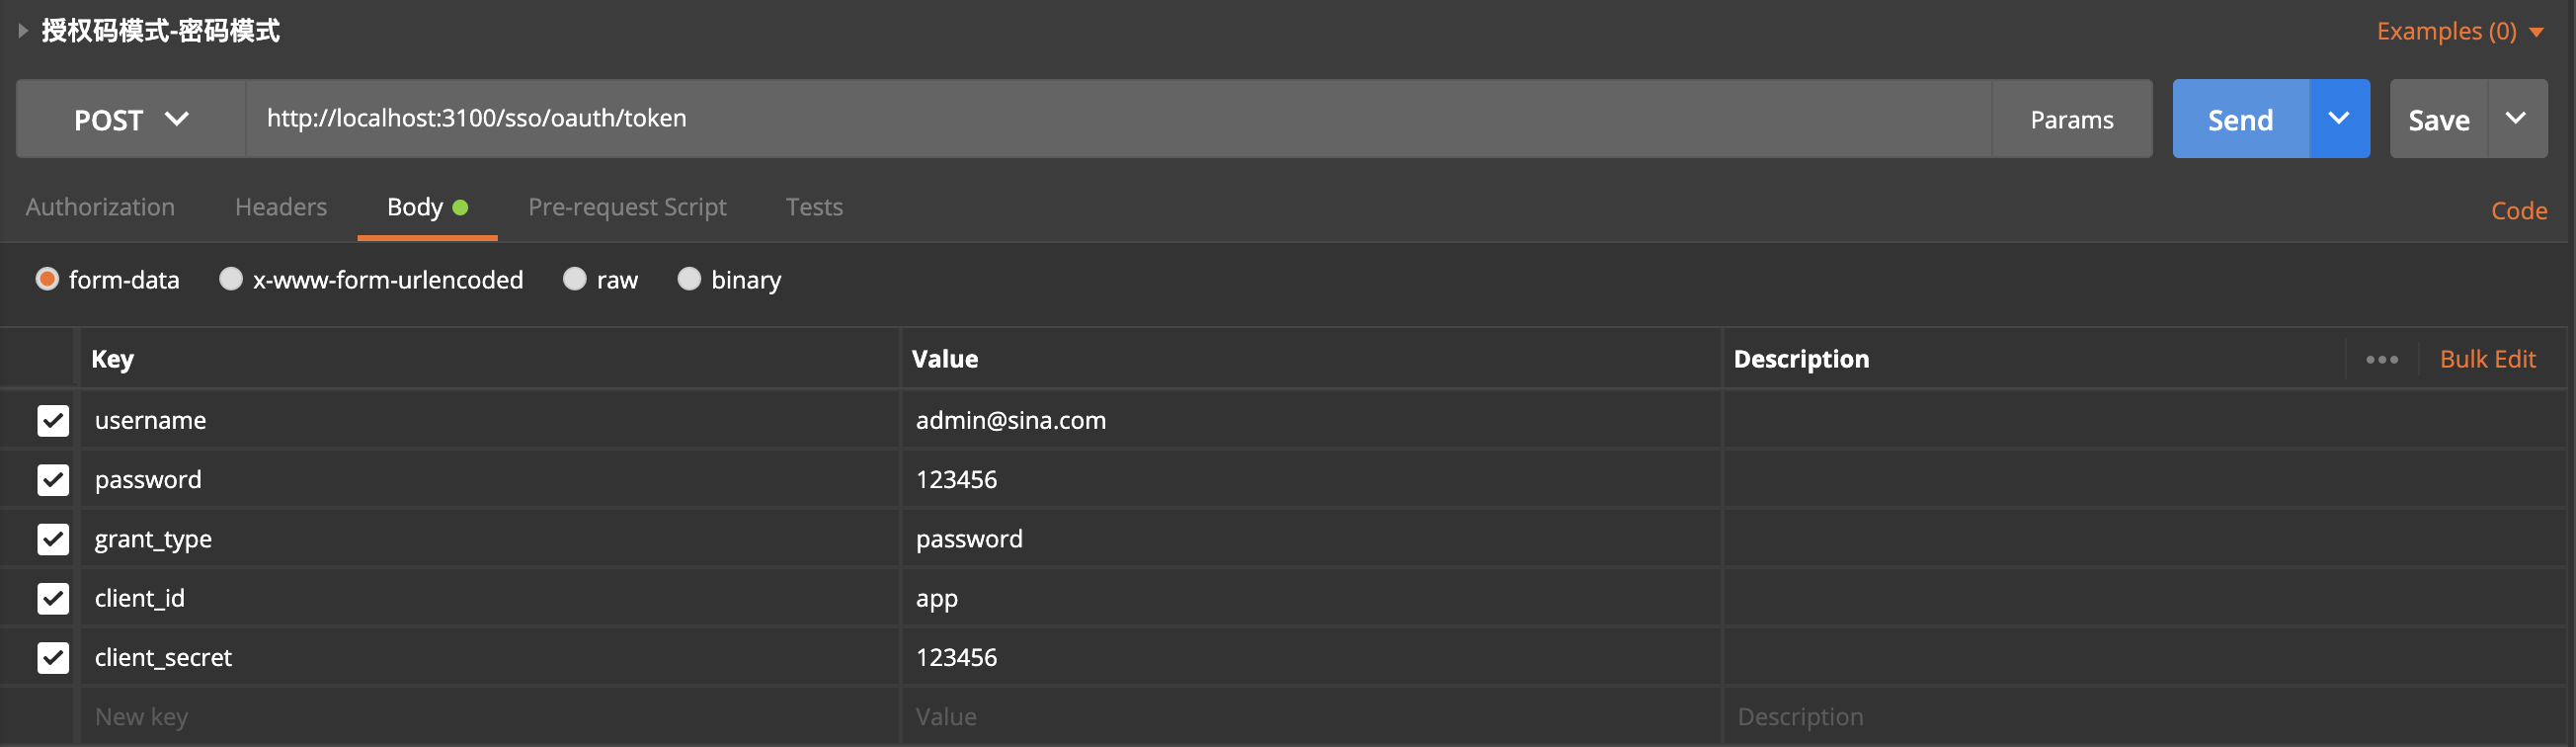 授权码模式-密码模式
Examples (0)
POST http://localhost:3100/sso/oauth/token Params Send Save
Authorization Headers Body Pre-request Script Tests Code
form-data x-www-form-urlencoded raw binary
Key Value Description ••• Bulk Edit
username admin@sina.com
password 123456
grant_type password
client_id app
client_secret 123456
New key Value Description